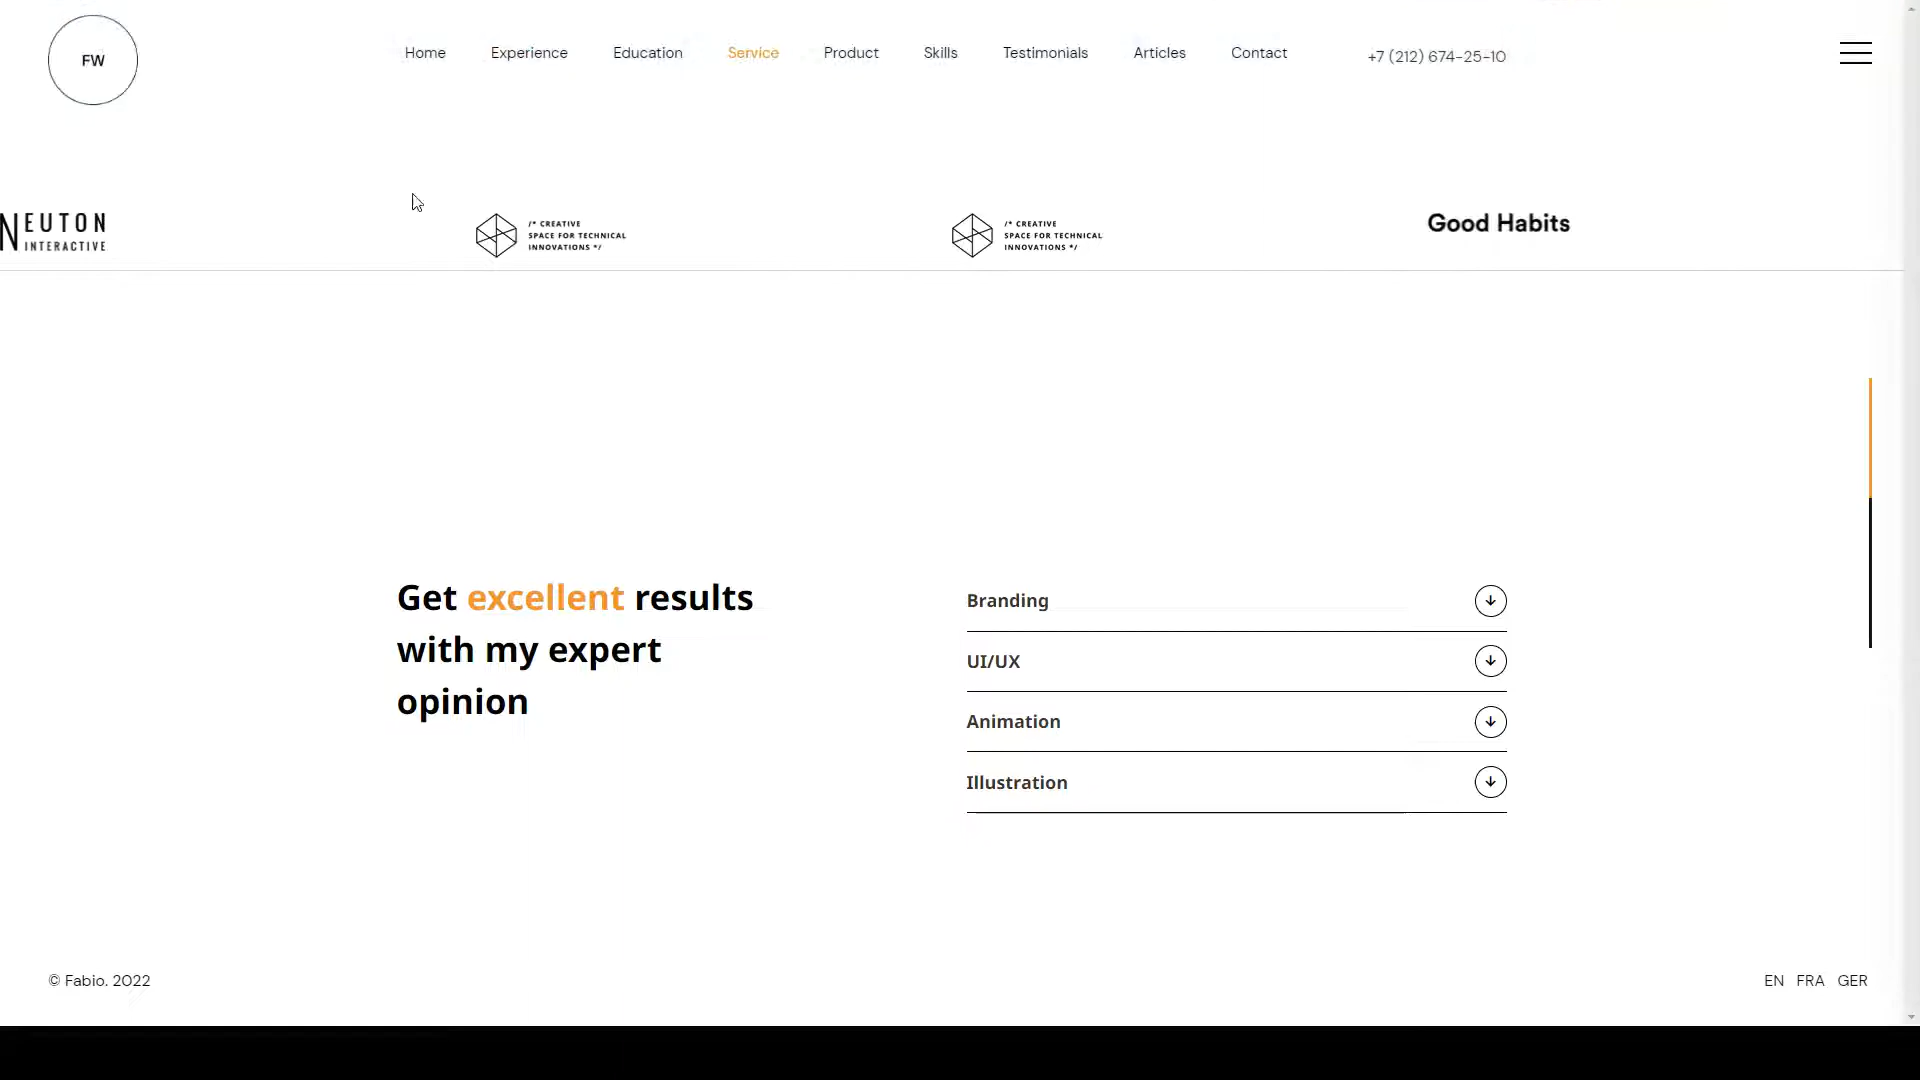 FW
Home Experience Education Service Product Skills Testimonials Articles Contact +7 (212) 674-25-10
NEUTON
INTERACTIVE
/* CREATIVE
SPACE FOR TECHNICAL
INNOVATIONS */
/* CREATIVE
SPACE FOR TECHNICAL
INNOVATIONS */
Good Habits
Get excellent results
with my expert
opinion
Branding
UI/UX
Animation
Illustration
© Fabio. 2022
EN FRA GER